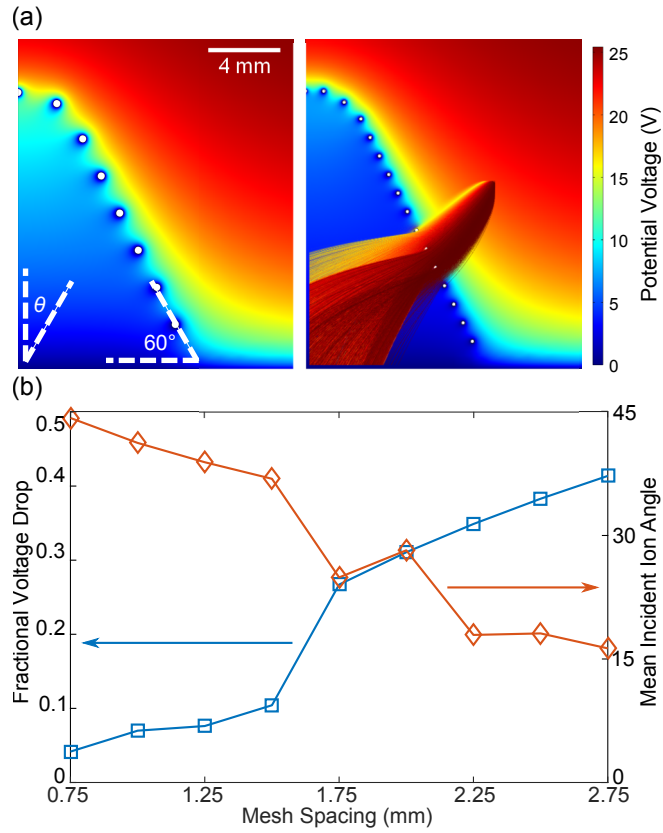 (a)
4 mm
θ
60°
25
20
15
10
5
0
Potential Voltage (V)
(b)
0.5
0.4
0.3
0.2
0.1
0
Fractional Voltage Drop
45
30
15
0
Mean Incident Ion Angle
0.75
1.25
1.75
2.25
2.75
Mesh Spacing (mm)